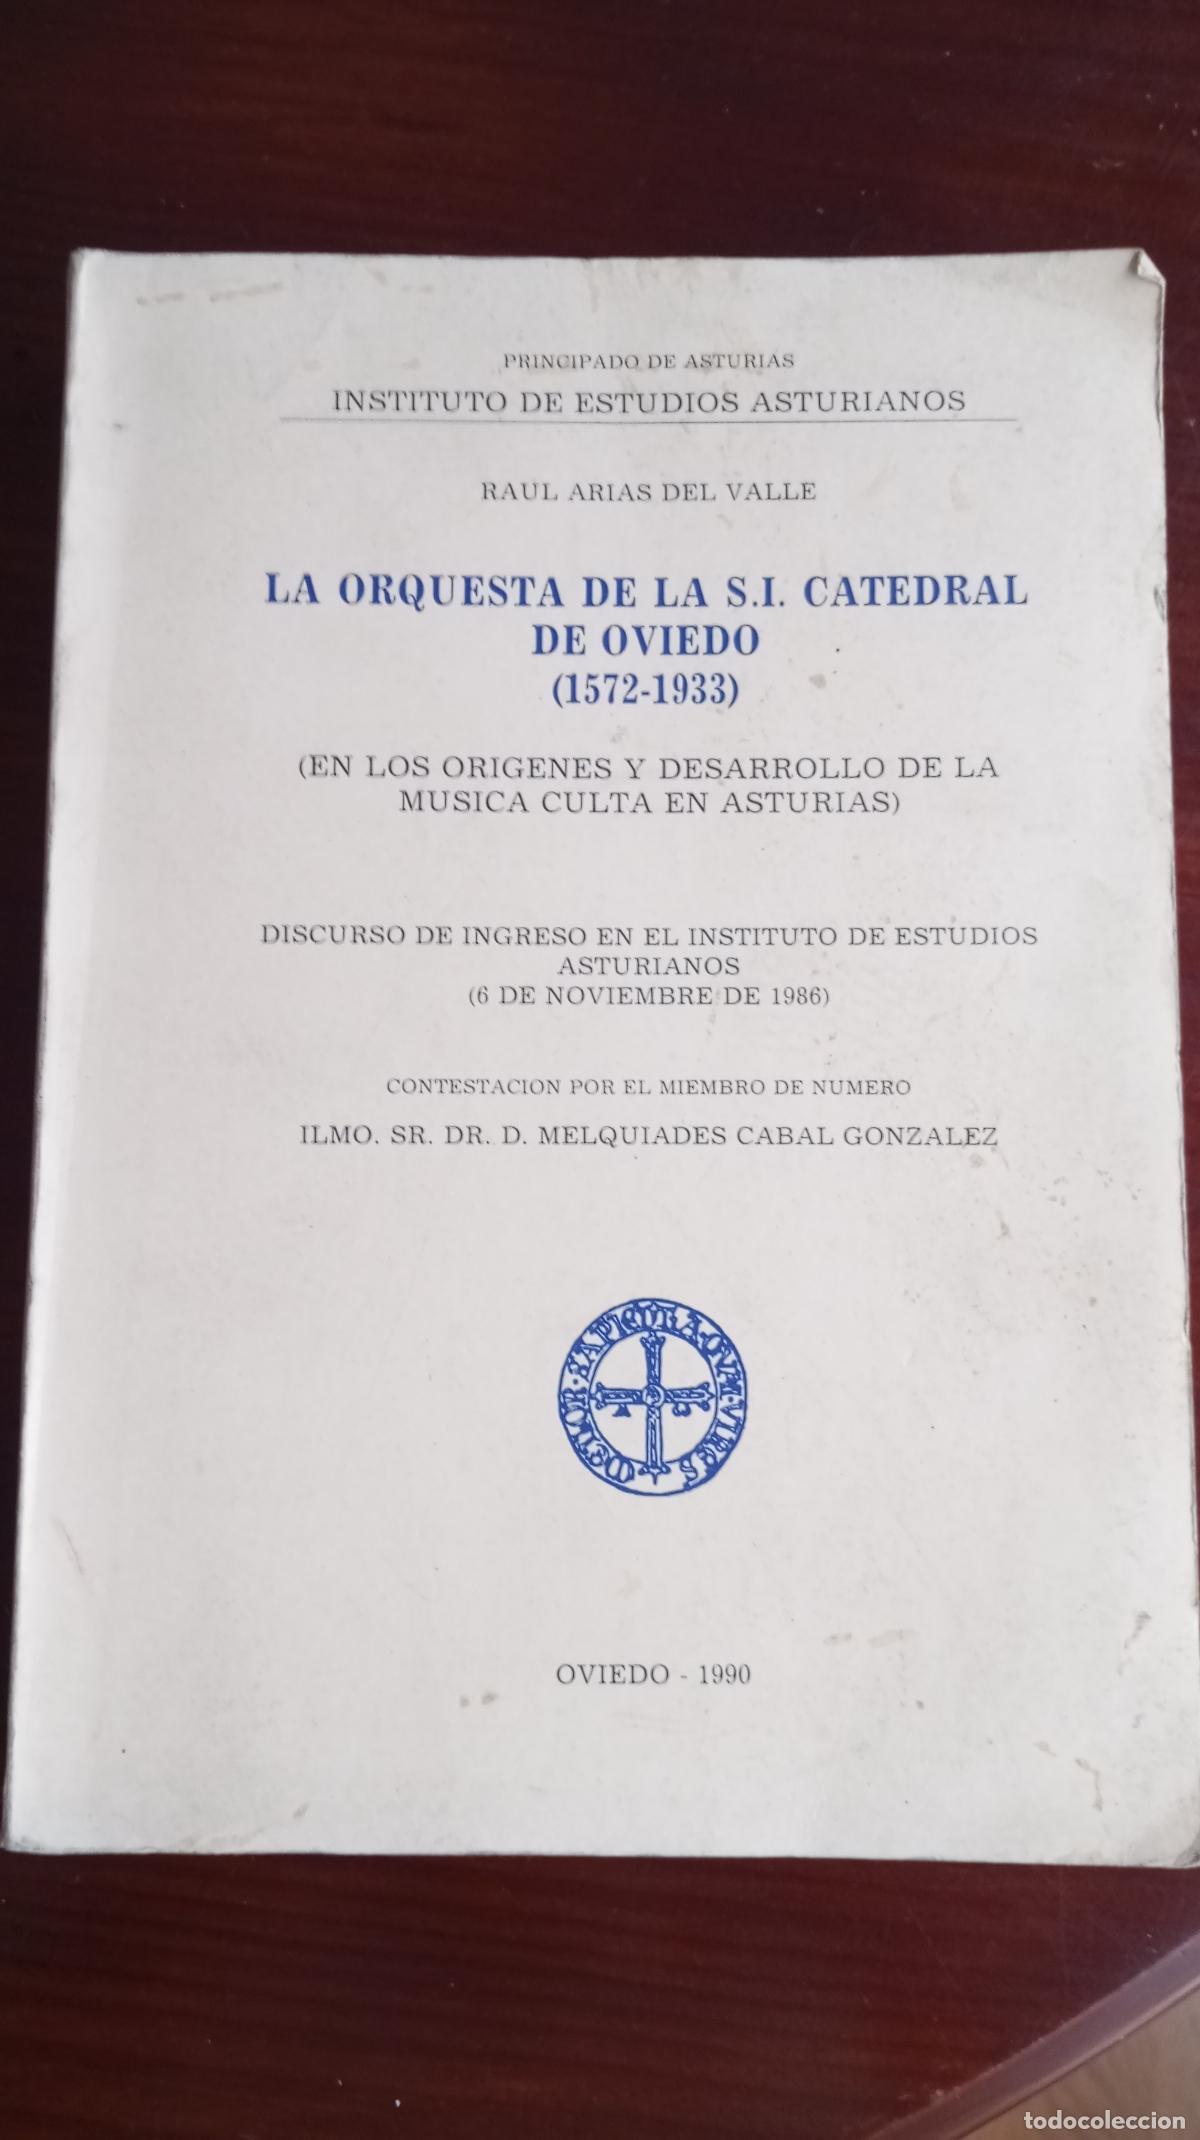 PRINCIPADO DE ASTURIAS
INSTITUTO DE ESTUDIOS ASTURIANOS
RAUL ARIAS DEL VALLE
LA ORQUESTA DE LA S.I. CATEDRAL
DE OVIEDO
(1572-1933)
(EN LOS ORIGENES Y DESARROLLO DE LA
MUSICA CULTA EN ASTURIAS)
DISCURSO DE INGRESO EN EL INSTITUTO DE ESTUDIOS
ASTURIANOS
(6 DE NOVIEMBRE DE 1986)
CONTESTACION POR EL MIEMBRO DE NUMERO
ILMO. SR. DR. D. MELQUIADES CABAL GONZALEZ
OVIEDO - 1990
todocoleccion